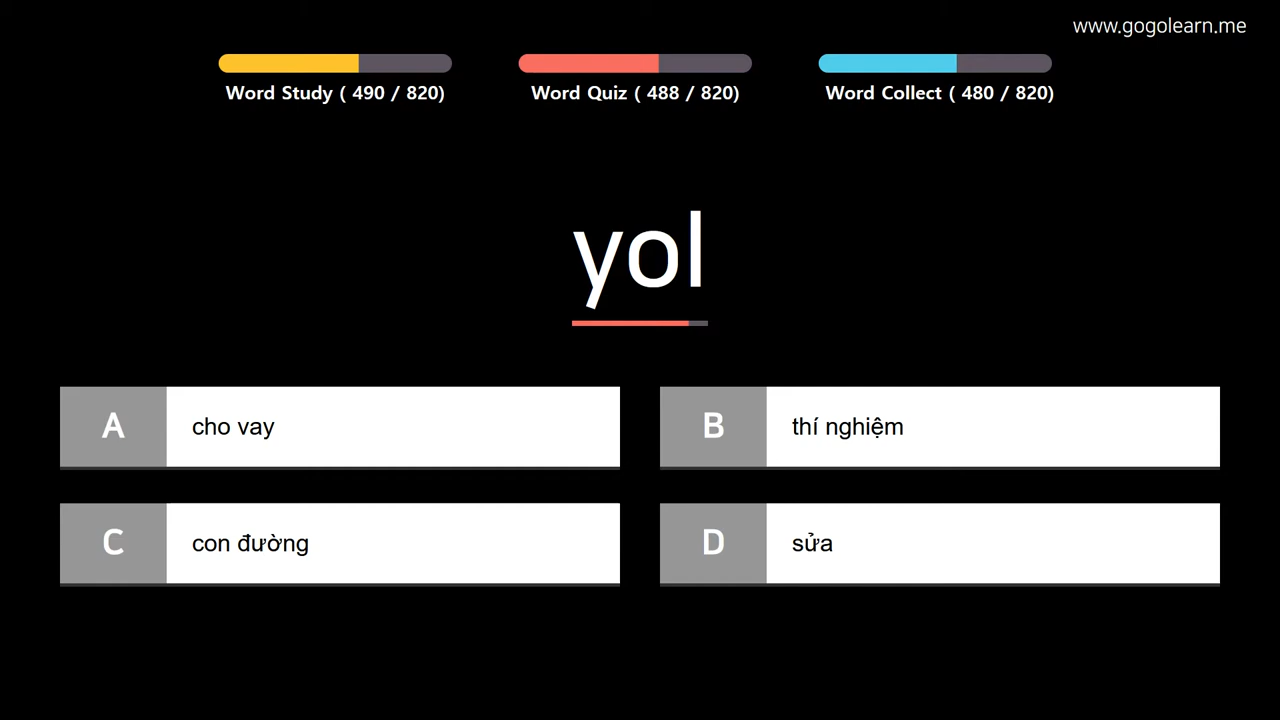 www.gogolearn.me
Word Study ( 490 / 820)
Word Quiz ( 488 / 820)
Word Collect ( 480 / 820)
yol
A
cho vay
B
thí nghiệm
C
con đường
D
sửa